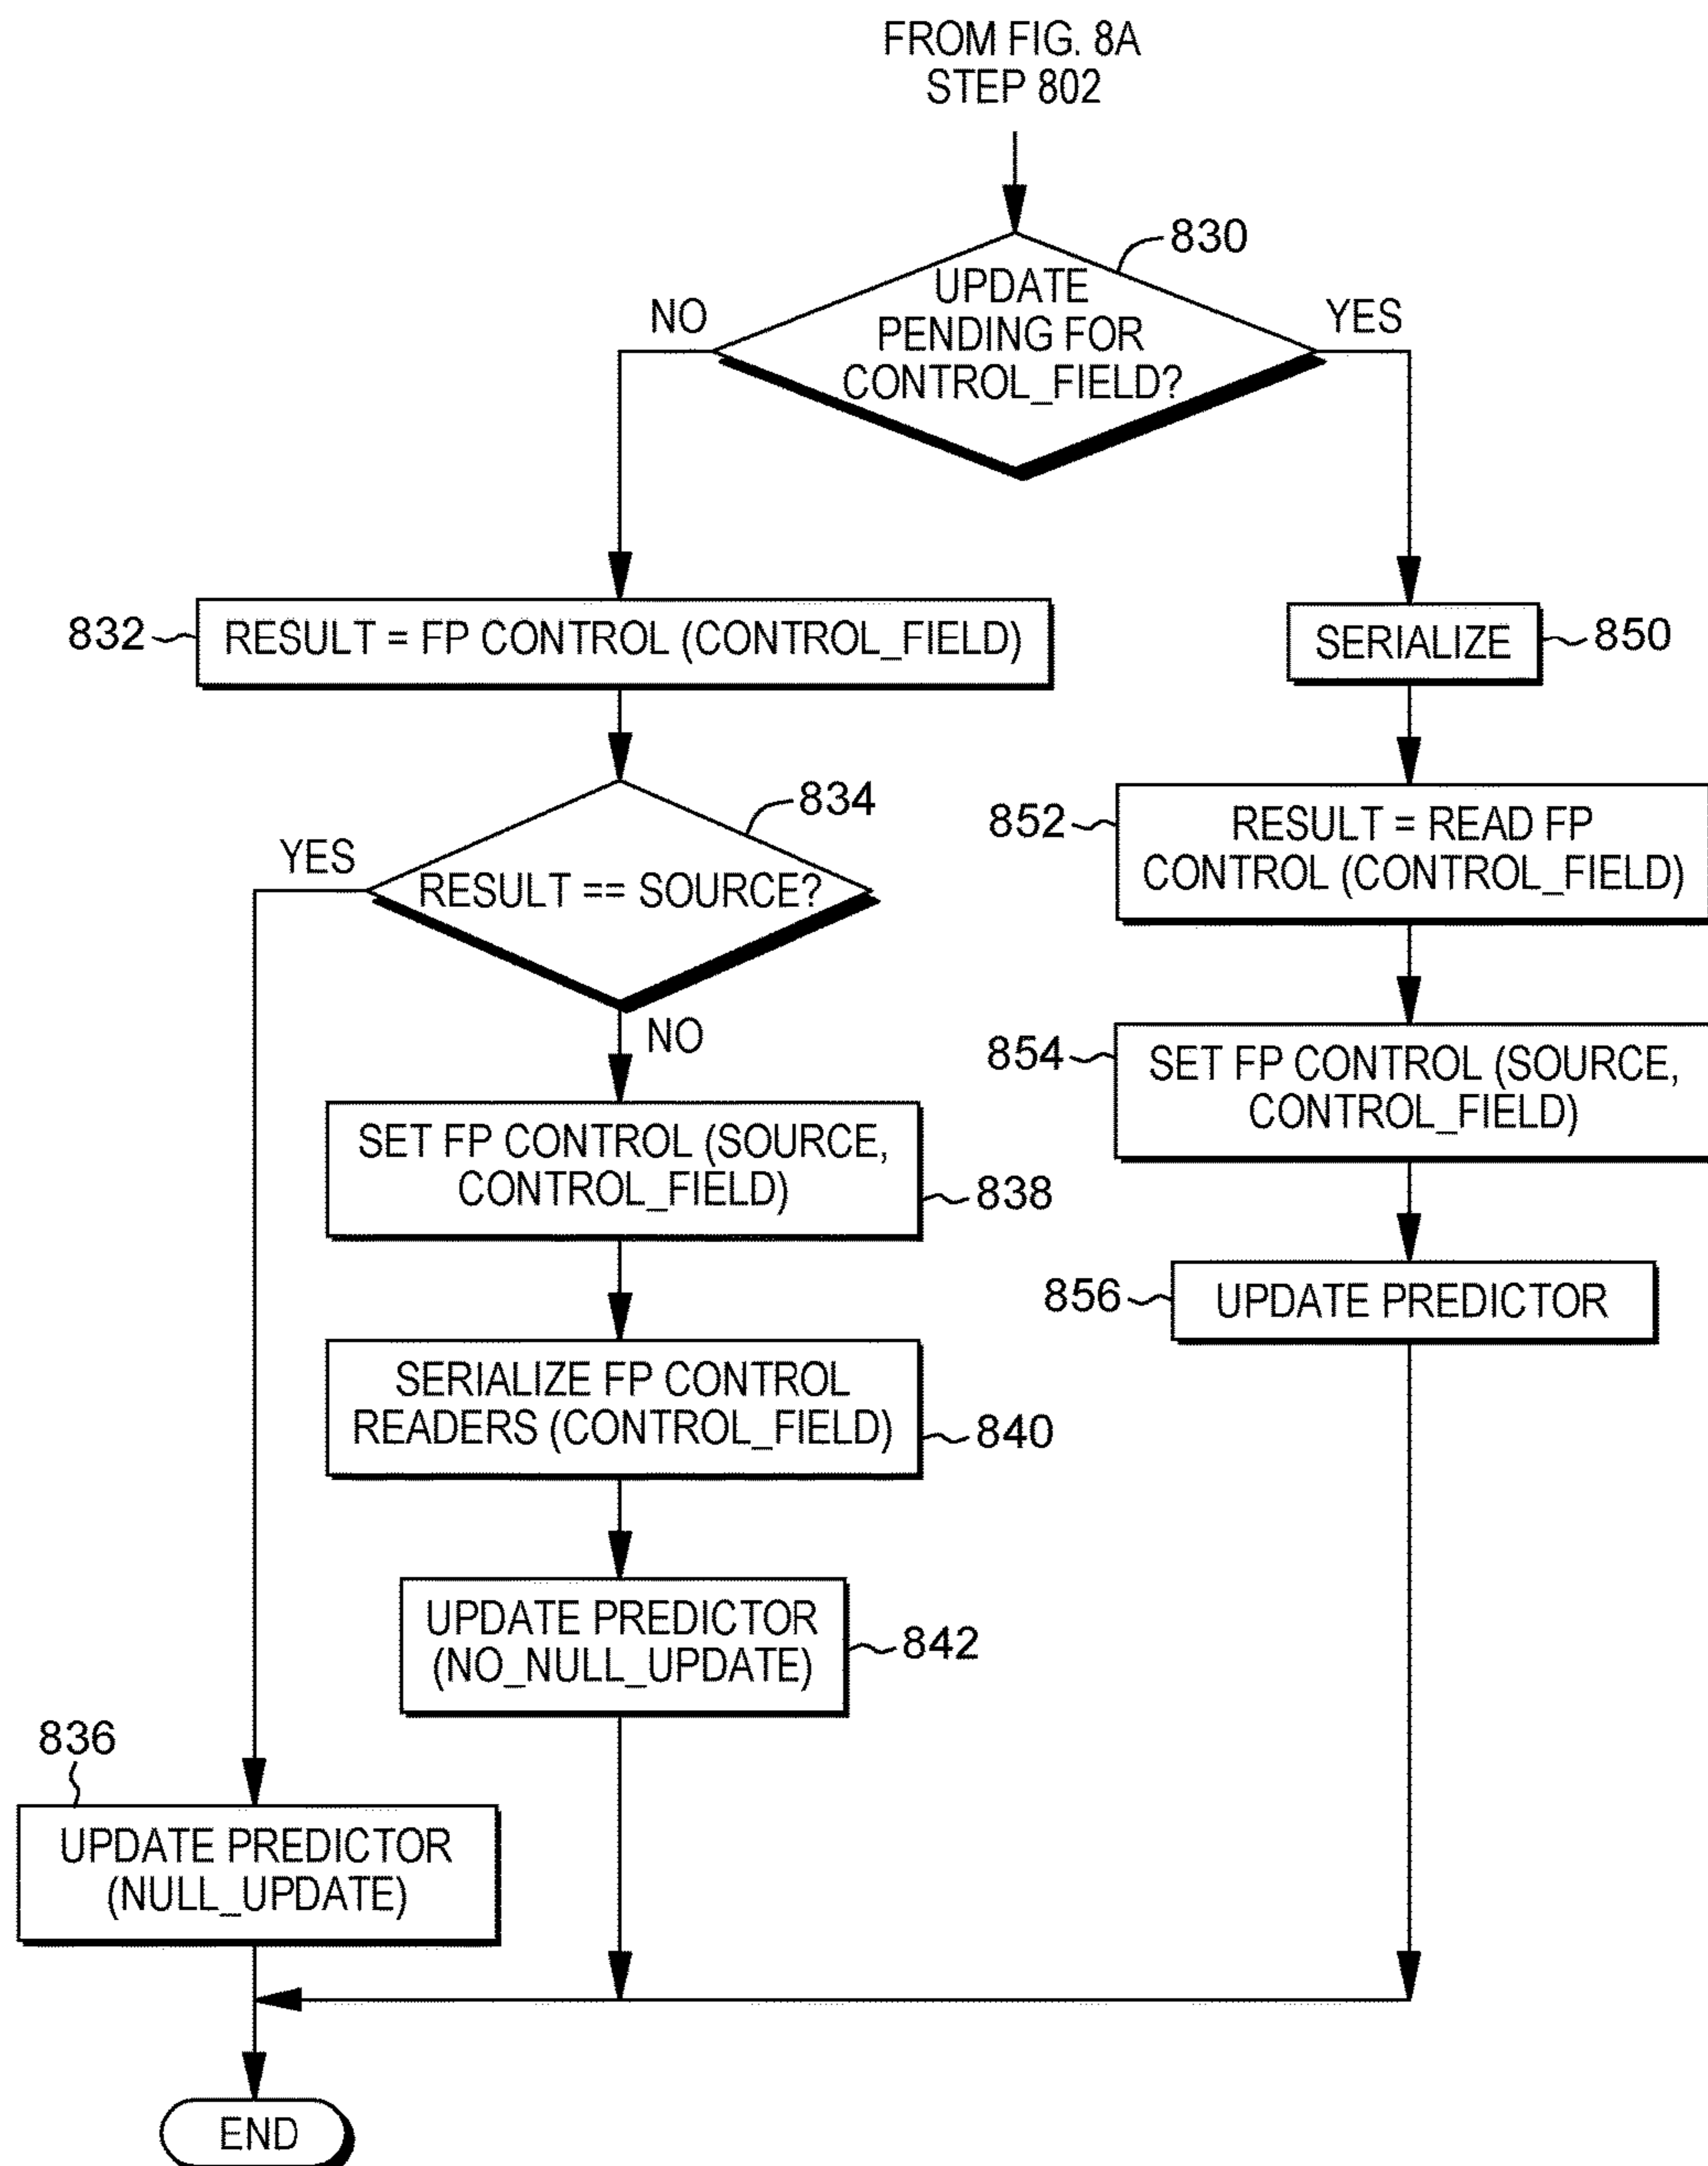 FROM FIG. 8A
STEP 802
830
UPDATE
PENDING FOR
CONTROL_FIELD?
NO
YES
832
RESULT = FP CONTROL (CONTROL_FIELD)
SERIALIZE
850
834
RESULT == SOURCE?
YES
NO
852
RESULT = READ FP
CONTROL (CONTROL_FIELD)
854
SET FP CONTROL (SOURCE,
CONTROL_FIELD)
SET FP CONTROL (SOURCE,
CONTROL_FIELD)
838
856
UPDATE PREDICTOR
SERIALIZE FP CONTROL
READERS (CONTROL_FIELD)
840
UPDATE PREDICTOR
(NO_NULL_UPDATE)
842
836
UPDATE PREDICTOR
(NULL_UPDATE)
END